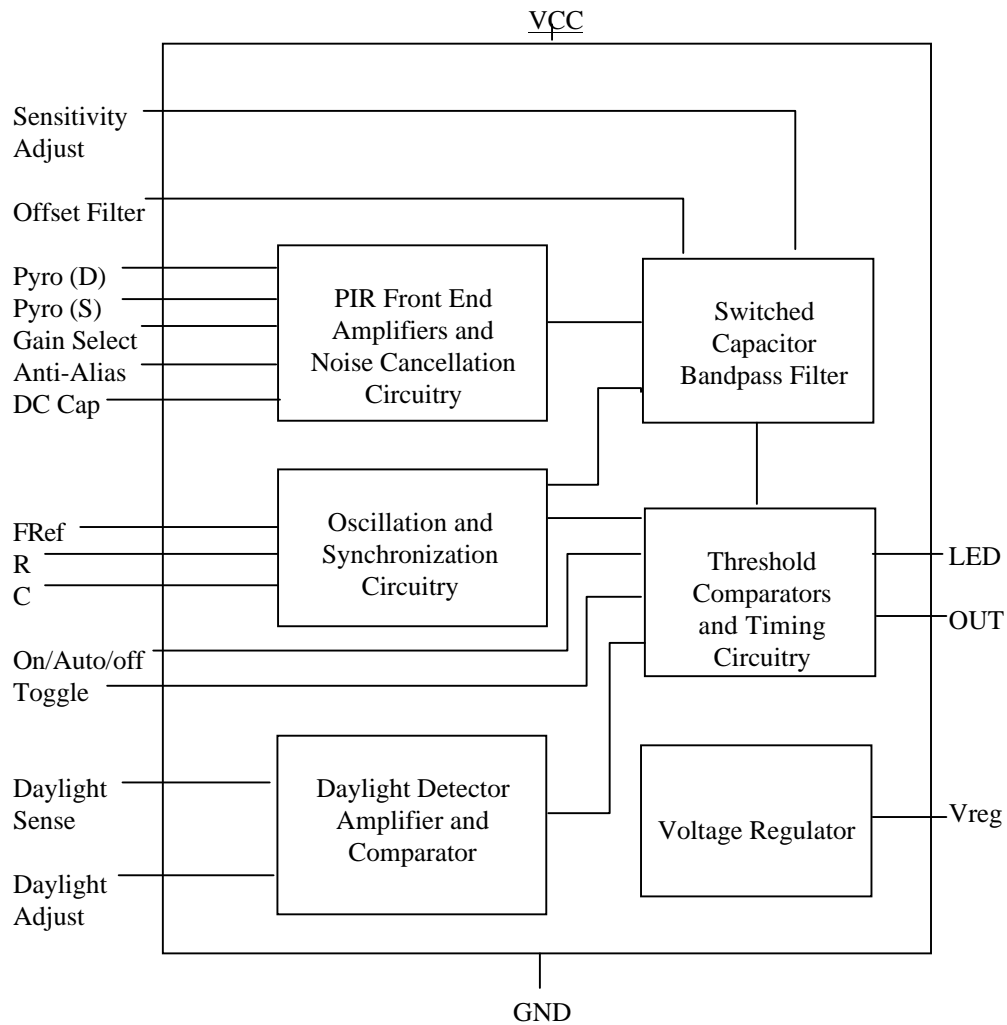 VCC
Sensitivity
Adjust
Offset Filter
Pyro (D)
Pyro (S)
Gain Select
Anti-Alias
DC Cap
PIR Front End
Amplifiers and
Noise Cancellation
Circuitry
Switched
Capacitor
Bandpass Filter
FRef
R
C
Oscillation and
Synchronization
Circuitry
Threshold
Comparators
and Timing
Circuitry
LED
OUT
On/Auto/off
Toggle
Daylight
Sense
Daylight
Adjust
Daylight Detector
Amplifier and
Comparator
Voltage Regulator
Vreg
GND